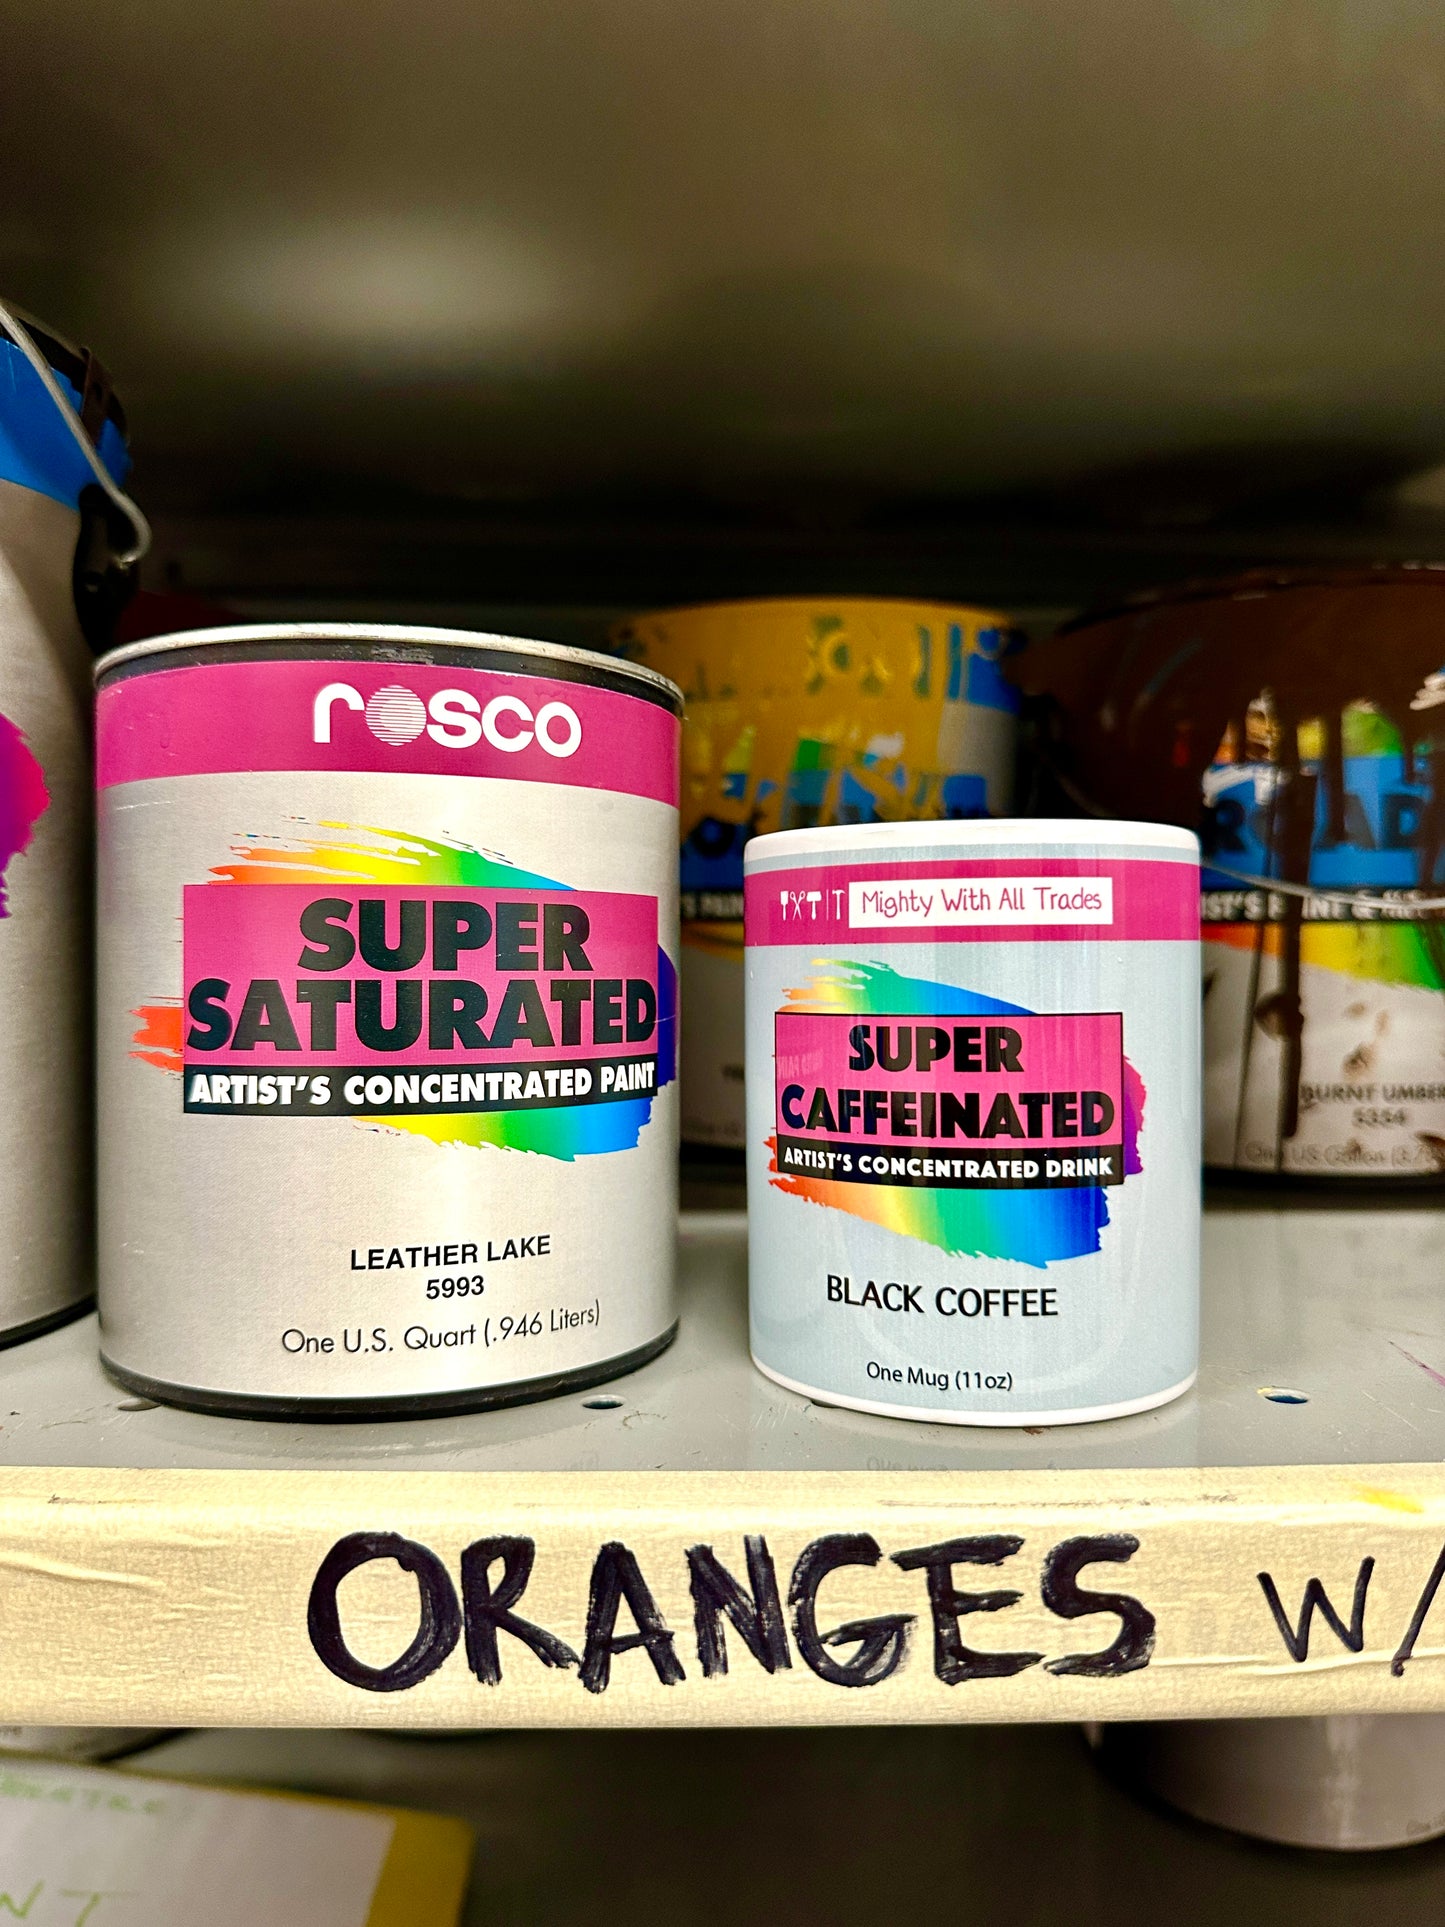 rosco
SUPER
SATURATED
ARTIST'S CONCENTRATED PAINT
LEATHER LAKE
5993
One U.S. Quart (.946 Liters)
Mighty With All Trades
SUPER
CAFFEINATED
ARTIST'S CONCENTRATED DRINK
BLACK COFFEE
One Mug (11oz)
BURNT UMBER
5354
ORANGES W/